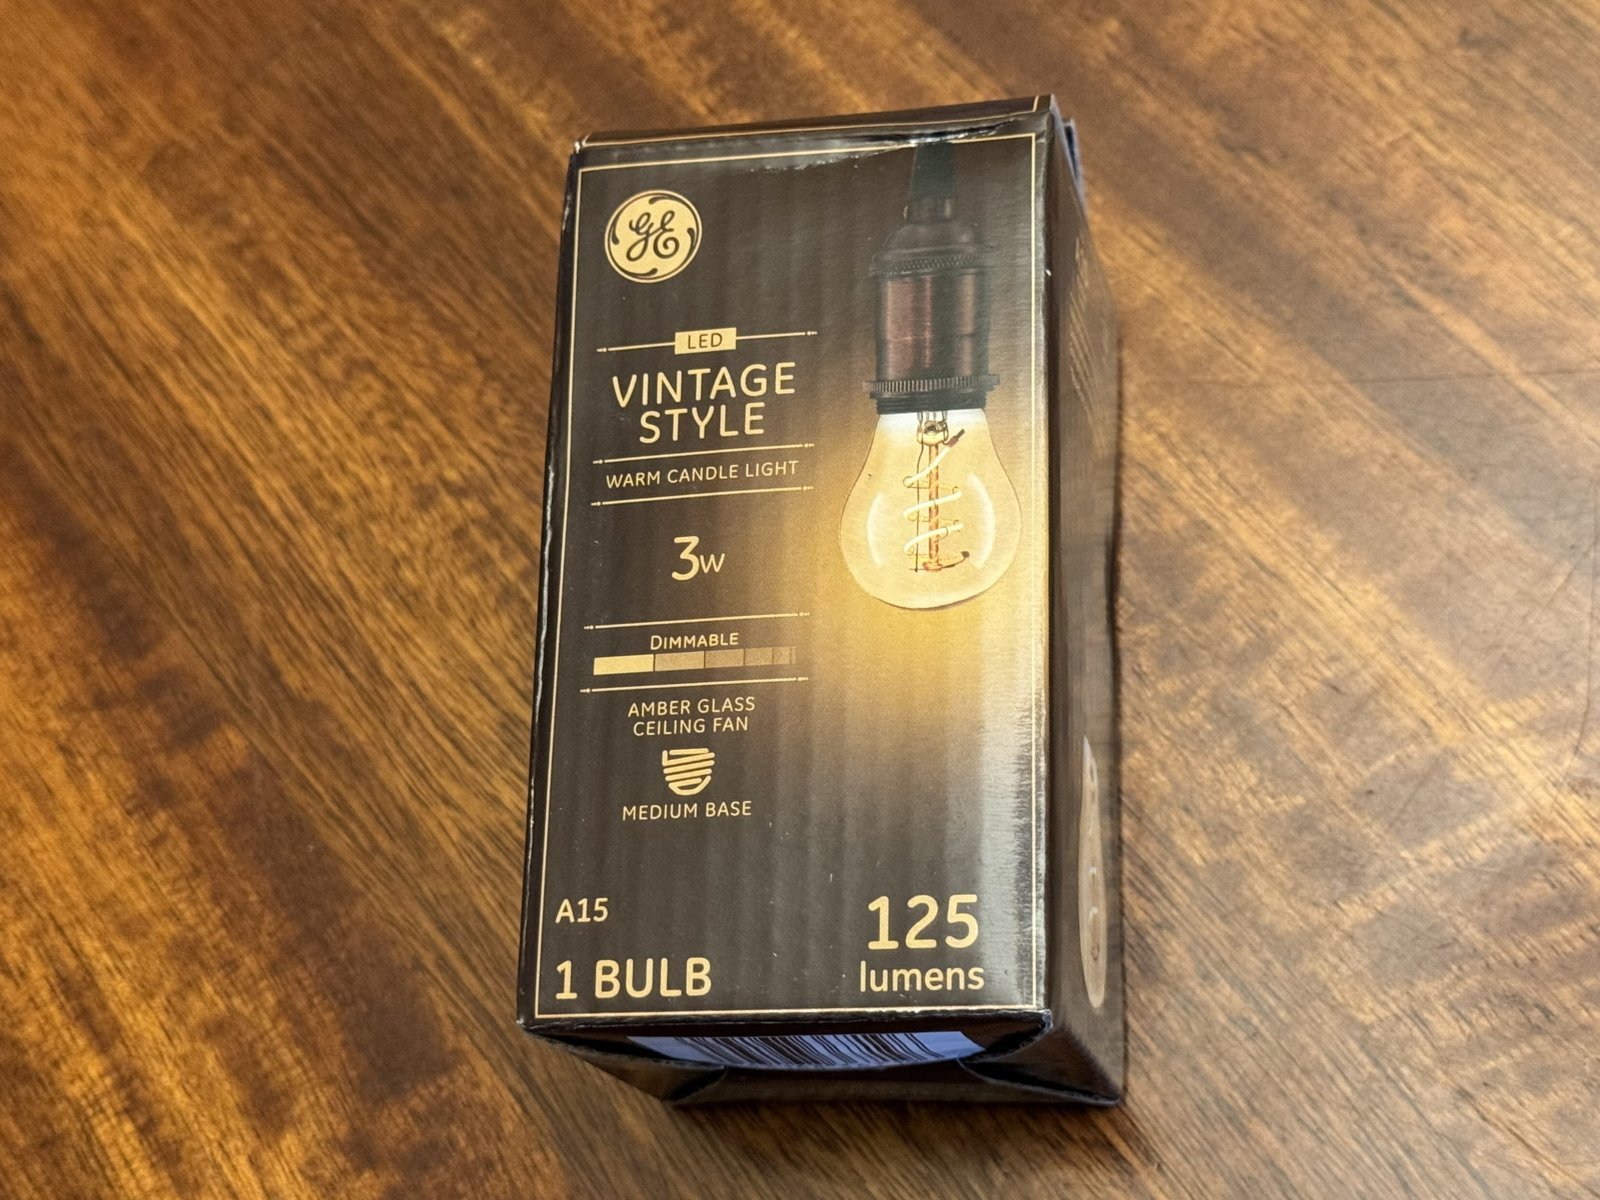 GE
LED
VINTAGE
STYLE
WARM CANDLE LIGHT
3W
DIMMABLE
AMBER GLASS
CEILING FAN
MEDIUM BASE
A15
1 BULB
125
lumens